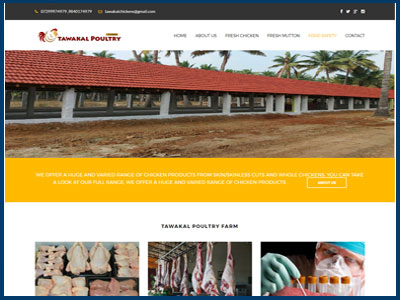 07299974979, 9840174979 tawakalchickens@gmail.com
TAWAKAL POULTRY
HOME ABOUT US FRESH CHICKEN FRESH MUTTON FOOD SAFETY CONTACT
WE OFFER A HUGE AND VARIED RANGE OF CHICKEN PRODUCTS FROM SKIN/SKINLESS CUTS AND WHOLE CHICKENS. YOU CAN TAKE
A LOOK AT OUR FULL RANGE, WE OFFER A HUGE AND VARIED RANGE OF CHICKEN PRODUCTS . ABOUT US
TAWAKAL POULTRY FARM